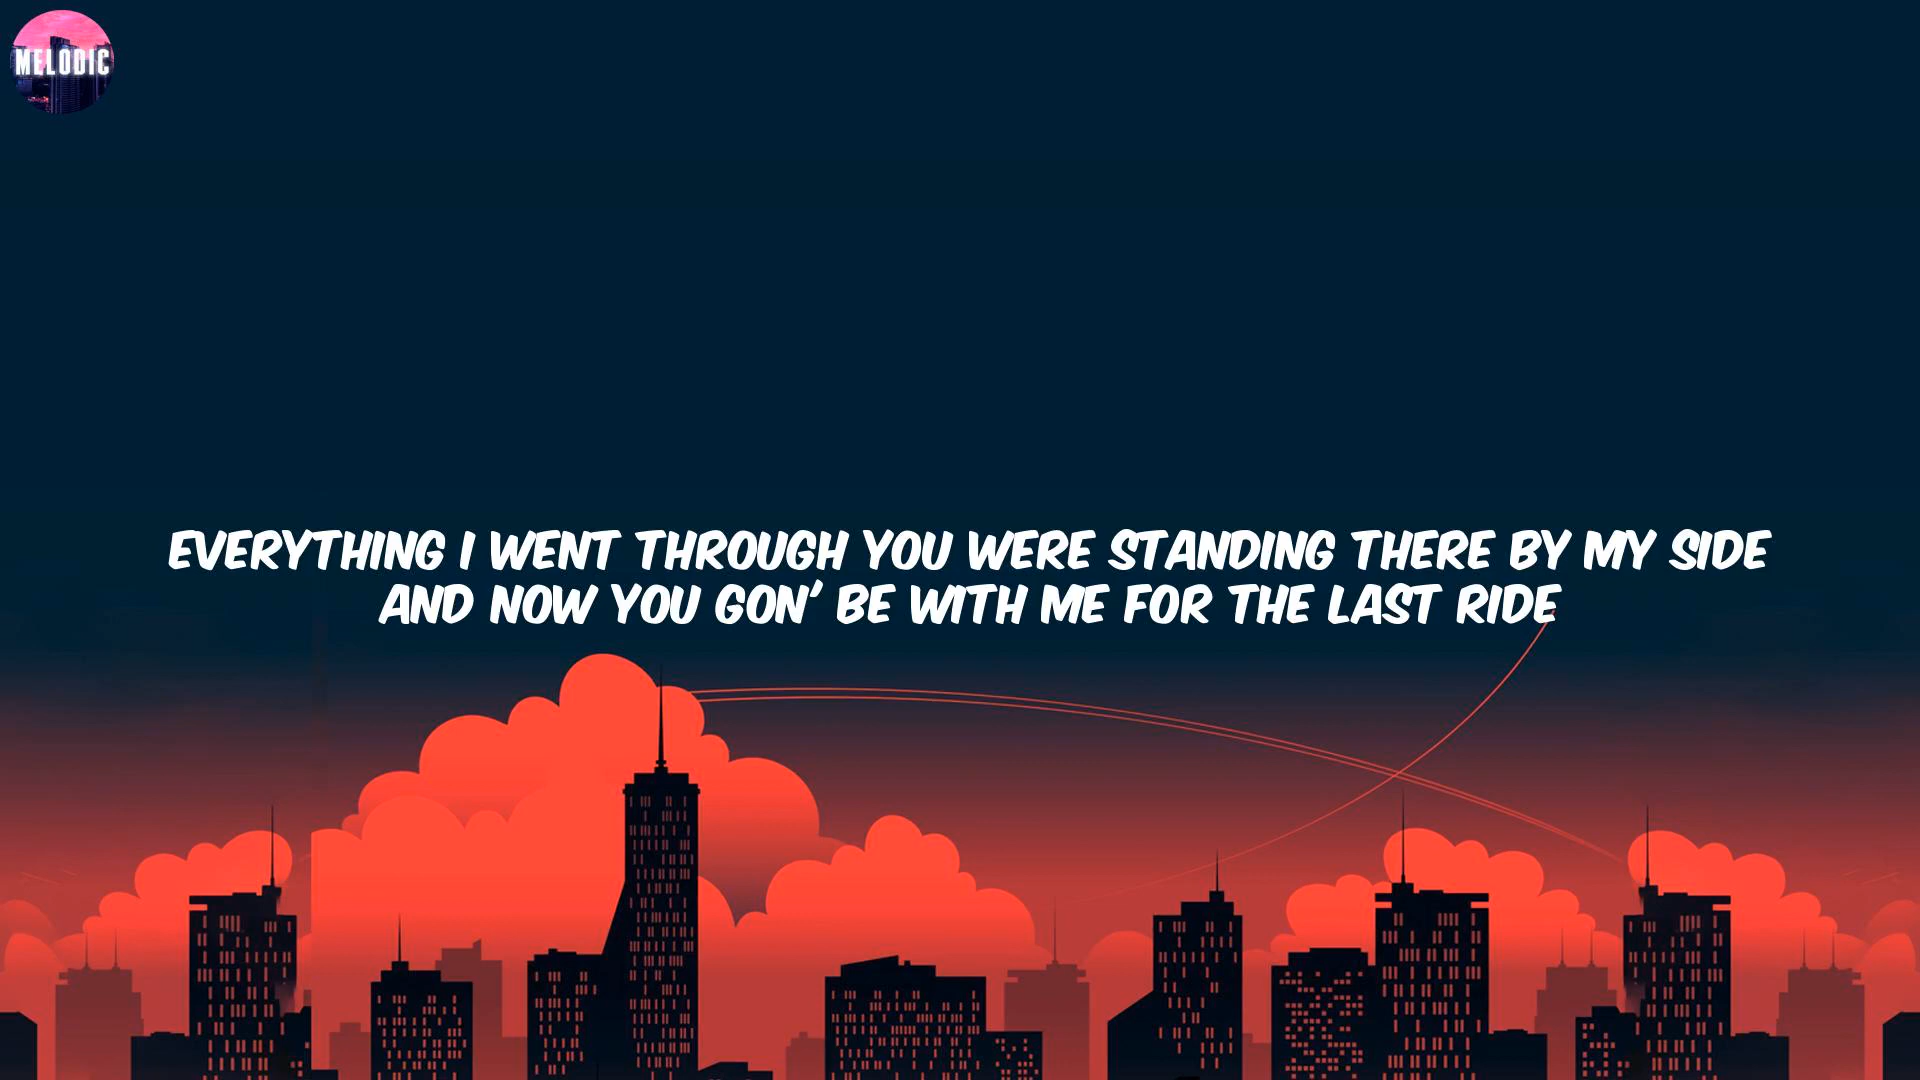 MELODIC
EVERYTHING I WENT THROUGH YOU WERE STANDING THERE BY MY SIDE
AND NOW YOU GON' BE WITH ME FOR THE LAST RIDE